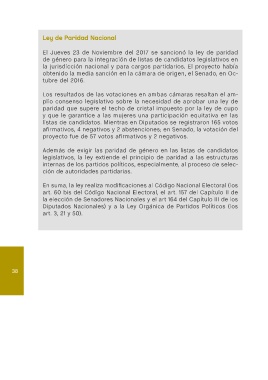 Ley de Paridad Nacional
El Jueves 23 de Noviembre del 2017 se sancionó la ley de paridad
de género para la integración de listas de candidatos legislativos en
la jurisdicción nacional y para cargos partidarios. El proyecto había
obtenido la media sanción en la cámara de origen, el Senado, en Oc-
tubre del 2016.
Los resultados de las votaciones en ambas cámaras resaltan el am-
plio consenso legislativo sobre la necesidad de aprobar una ley de
paridad que supere el techo de cristal impuesto por la ley de cupo
y que le garantice a las mujeres una participación equitativa en las
listas de candidatos. Mientras en Diputados se registraron 165 votos
afirmativos, 4 negativos y 2 abstenciones, en Senado, la votación del
proyecto fue de 57 votos afirmativos y 2 negativos.
Además de exigir las paridad de género en las listas de candidatos
legislativos, la ley extiende el principio de paridad a las estructuras
internas de los partidos políticos, especialmente, al proceso de selec-
ción de autoridades partidarias.
En suma, la ley realiza modificaciones al Código Nacional Electoral (los
art. 60 bis del Código Nacional Electoral, el art. 157 del Capítulo II de
la elección de Senadores Nacionales y el art 164 del Capítulo III de los
Diputados Nacionales) y a la Ley Orgánica de Partidos Políticos (los
art. 3, 21 y 50).
38